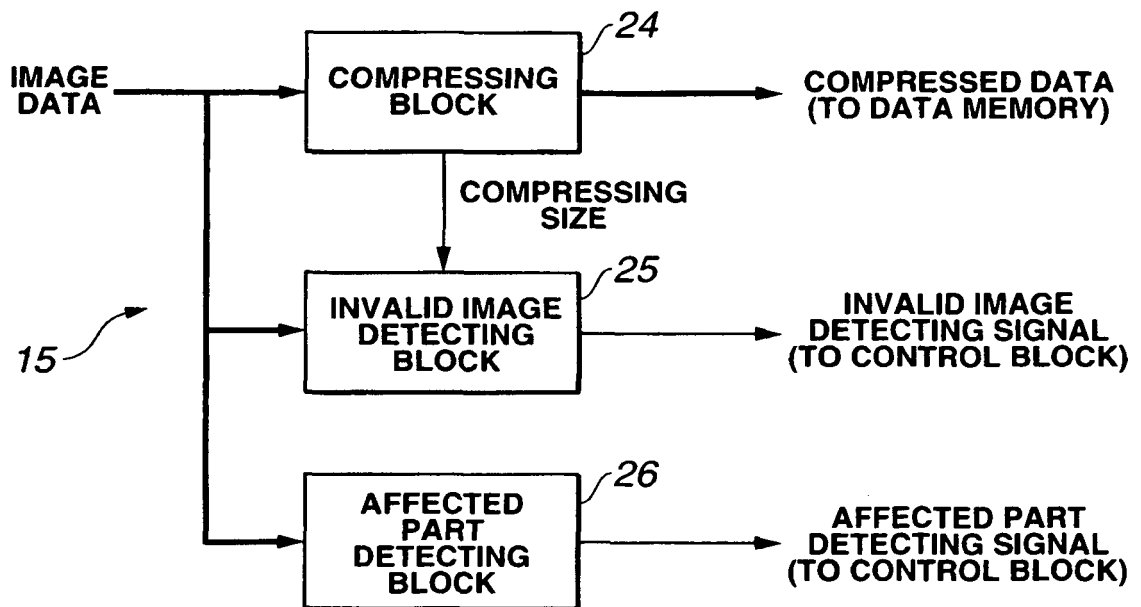 24
IMAGE
DATA
COMPRESSING
BLOCK
COMPRESSED DATA
(TO DATA MEMORY)
COMPRESSING
SIZE
25
15
INVALID IMAGE
DETECTING
BLOCK
INVALID IMAGE
DETECTING SIGNAL
(TO CONTROL BLOCK)
26
AFFECTED
PART
DETECTING
BLOCK
AFFECTED PART
DETECTING SIGNAL
(TO CONTROL BLOCK)